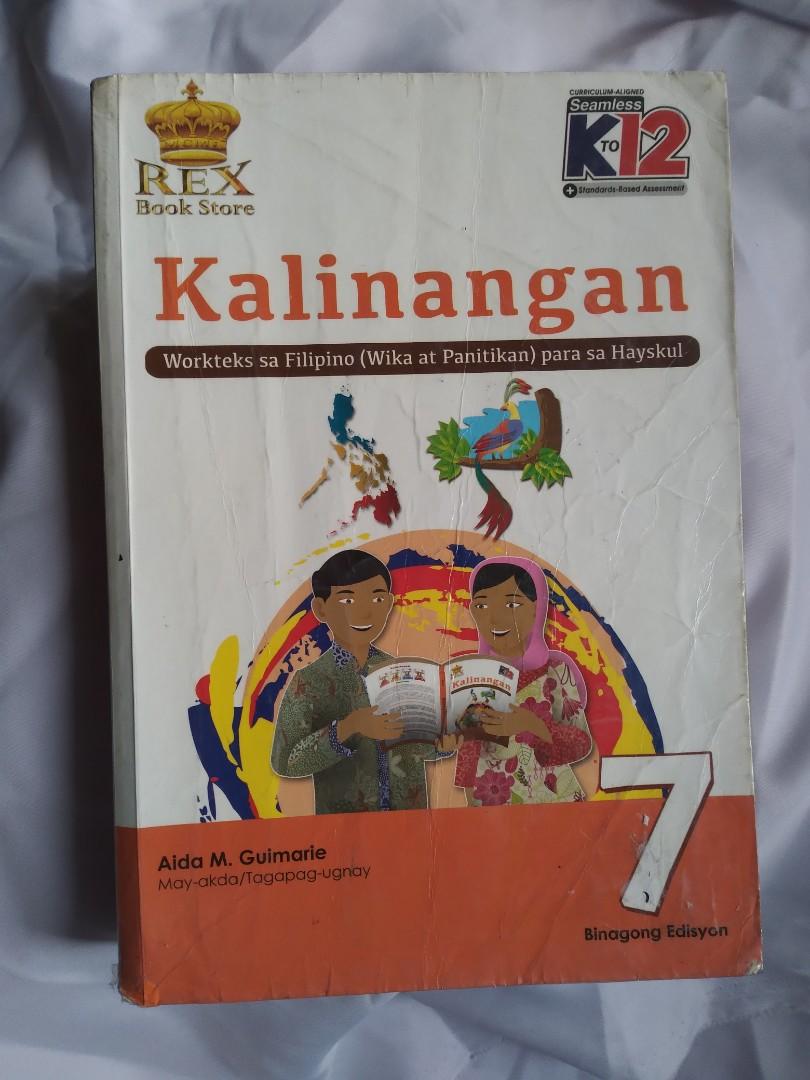 REX
Book Store
CURRICULUM-ALIGNED
Seamless
K TO 12
+ Standards-Based Assessment
Kalinangan
Workteks sa Filipino (Wika at Panitikan) para sa Hayskul
Kalinangan
7
Aida M. Guimarie
May-akda/Tagapag-ugnay
Binagong Edisyon